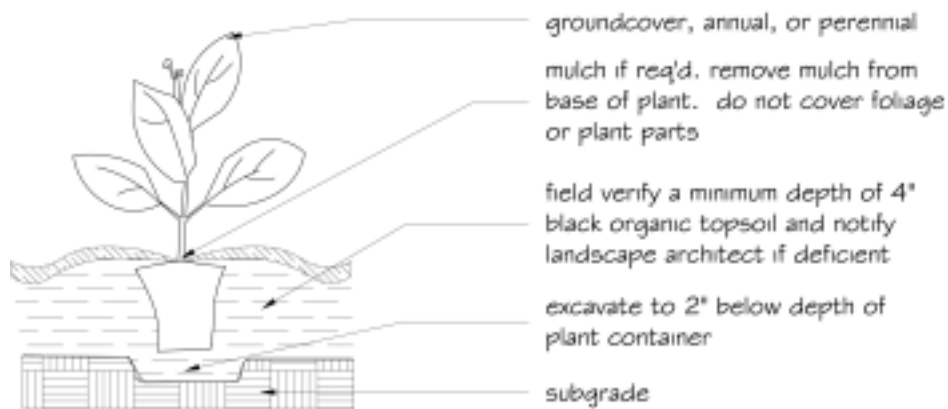 groundcover, annual, or perennial
mulch if req'd. remove mulch from
base of plant. do not cover foliage
or plant parts
field verify a minimum depth of 4"
black organic topsoil and notify
landscape architect if deficient
excavate to 2" below depth of
plant container
subgrade